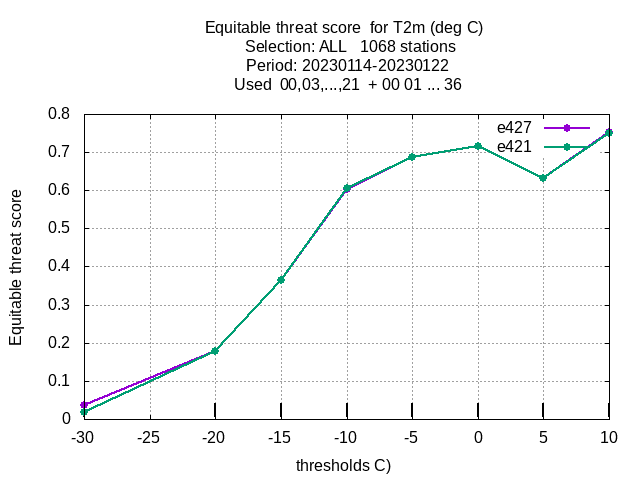 Equitable threat score  for T2m (deg C)
Selection: ALL   1068 stations
Period: 20230114-20230122
Used  00,03,...,21  + 00 01 ... 36
e427
e421
Equitable threat score
0.8
0.7
0.6
0.5
0.4
0.3
0.2
0.1
0
-30 -25 -20 -15 -10 -5 0 5 10
thresholds C)